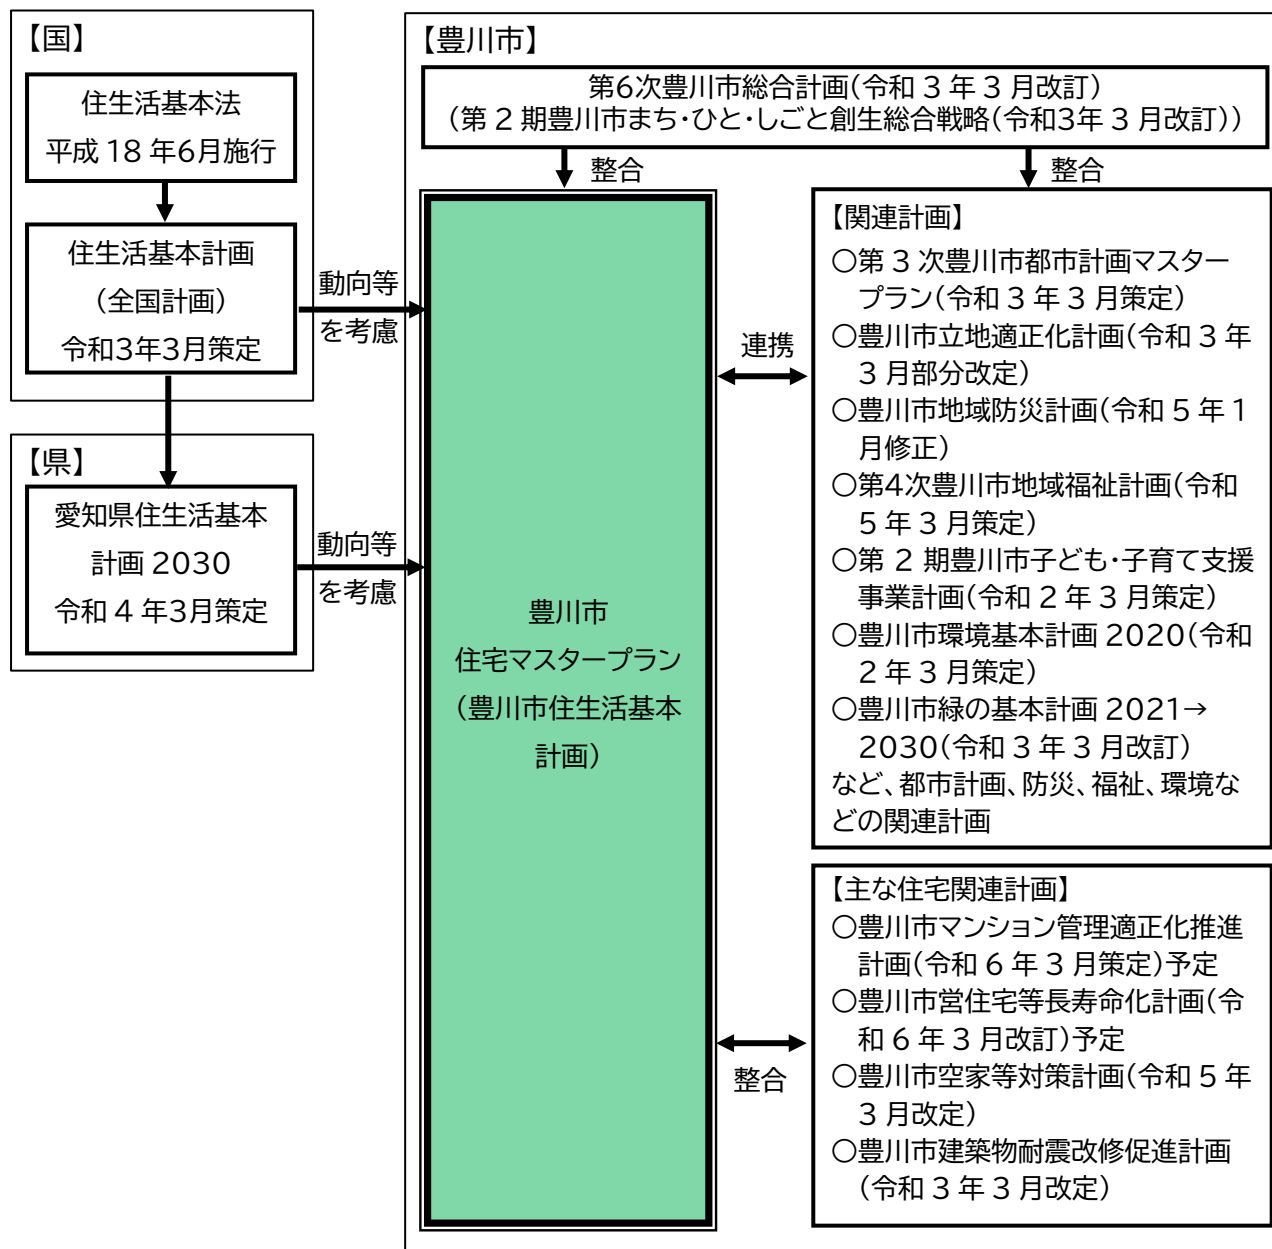 【国】
住生活基本法
平成 18 年6月施行
住生活基本計画
（全国計画）
令和3年3月策定
【県】
愛知県住生活基本
計画 2030
令和 4 年3月策定
動向等
を考慮
動向等
を考慮
【豊川市】
第6次豊川市総合計画（令和 3 年 3 月改訂）
（第 2 期豊川市まち・ひと・しごと創生総合戦略（令和3年 3 月改訂））
整合
整合
豊川市
住宅マスタープラン
（豊川市住生活基本
計画）
連携
整合
【関連計画】
○第 3 次豊川市都市計画マスター
プラン（令和 3 年 3 月策定）
○豊川市立地適正化計画（令和 3 年
3 月部分改定）
○豊川市地域防災計画（令和 5 年 1
月修正）
○第4次豊川市地域福祉計画（令和
5 年 3 月策定）
○第 2 期豊川市子ども・子育て支援
事業計画（令和 2 年 3 月策定）
○豊川市環境基本計画 2020（令和
2 年 3 月策定）
○豊川市緑の基本計画 2021→
2030（令和 3 年 3 月改訂）
など、都市計画、防災、福祉、環境な
どの関連計画
【主な住宅関連計画】
○豊川市マンション管理適正化推進
計画（令和 6 年 3 月策定）予定
○豊川市営住宅等長寿命化計画（令
和 6 年 3 月改訂）予定
○豊川市空家等対策計画（令和 5 年
3 月改定）
○豊川市建築物耐震改修促進計画
（令和 3 年 3 月改定）